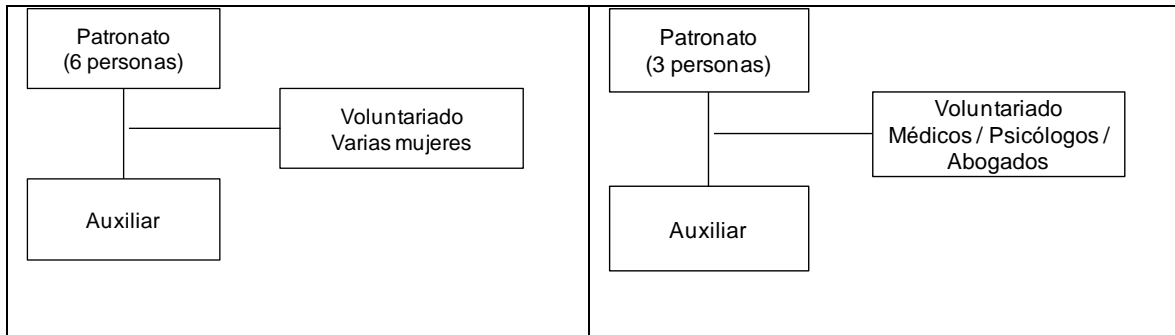 Patronato
(6 personas)
Voluntariado
Varias mujeres
Auxiliar
Patronato
(3 personas)
Voluntariado
Médicos / Psicólogos /
Abogados
Auxiliar